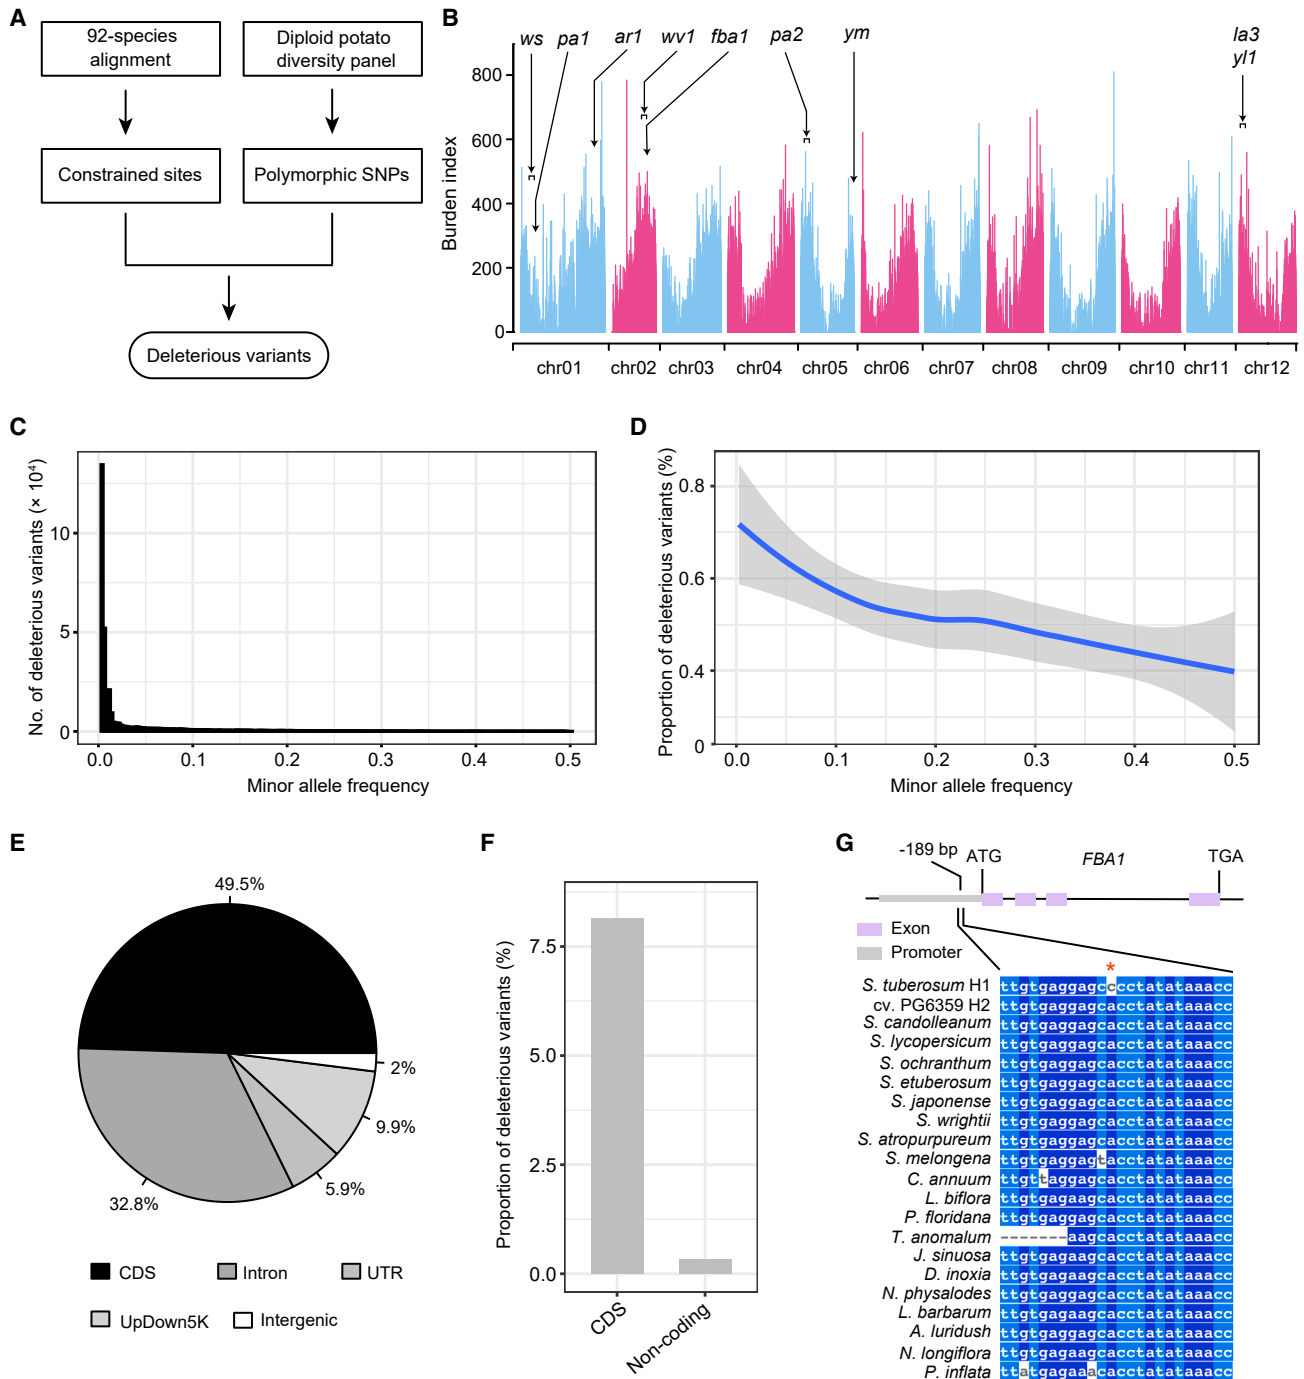 A
92-species
alignment
Diploid potato
diversity panel
Constrained sites
Polymorphic SNPs
Deleterious variants
B
ws
pa1
ar1
wv1
fba1
pa2
ym
la3
yl1
Burden index
800
600
400
200
0
chr01 chr02 chr03 chr04 chr05 chr06 chr07 chr08 chr09 chr10 chr11 chr12
C
No. of deleterious variants (× 10⁴)
10
5
0
0.0 0.1 0.2 0.3 0.4 0.5
Minor allele frequency
D
Proportion of deleterious variants (%)
0.8
0.6
0.4
0
0.0 0.1 0.2 0.3 0.4 0.5
Minor allele frequency
E
49.5%
2%
9.9%
5.9%
32.8%
CDS Intron UTR
UpDown5K Intergenic
F
Proportion of deleterious variants (%)
7.5
5.0
2.5
0.0
CDS
Non-coding
G
-189 bp
ATG
FBA1
TGA
Exon
Promoter
*
S. tuberosum H1 ttgtgaggagcccctatataaacc
cv. PG6359 H2 ttgtgaggagcacctatataaacc
S. candolleanum ttgtgaggagcacctatataaacc
S. lycopersicum ttgtgaggagcacctatataaacc
S. ochranthum ttgtgaggagcacctatataaacc
S. etuberosum ttgtgaggagcacctatataaacc
S. japonense ttgtgaggagcacctatataaacc
S. wrightii ttgtgaggagcacctatataaacc
S. atropurpureum ttgtgaggagcacctatataaacc
S. melongena ttgtgaggagtacctatataaacc
C. annuum ttgttaggagcacctatataaacc
L. biflora ttgtgagaagcacctatataaacc
P. floridana ttgtgaggagcacctatataaacc
T. anomalum -------aagcacctatataaacc
J. sinuosa ttgtgaggagcacctatataaacc
D. inoxia ttgtgagaagcacctatataaacc
N. physalodes ttgtgaggagcacctatataaacc
L. barbarum ttgtgagaagcacctatataaacc
A. luridush ttgtgaggagcacctatataaacc
N. longiflora ttgtgagaagcacctatataaacc
P. inflata ttatgagaaacacctatataaacc